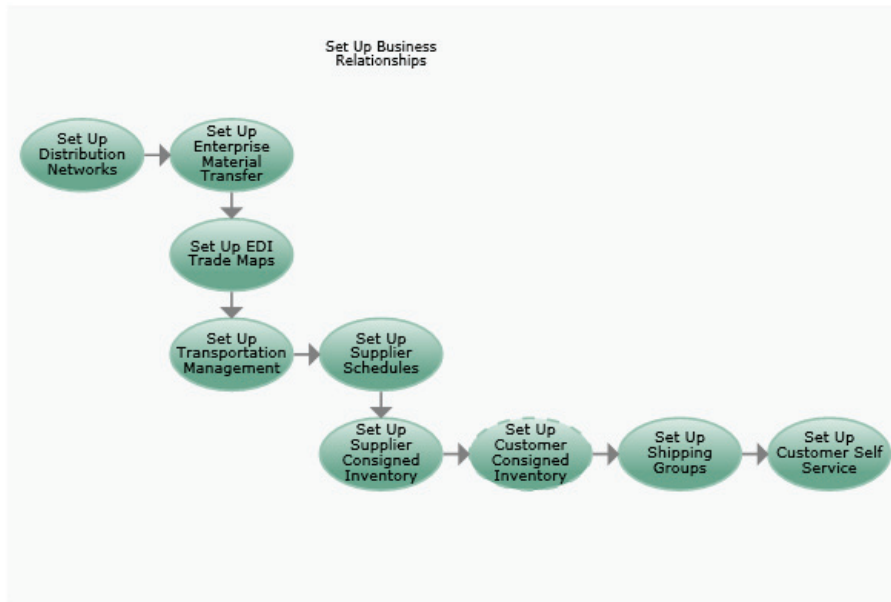 Set Up Business
Relationships
Set Up
Distribution
Networks
Set Up
Enterprise
Material
Transfer
Set Up EDI
Trade Maps
Set Up
Transportation
Management
Set Up
Supplier
Schedules
Set Up
Supplier
Consigned
Inventory
Set Up
Customer
Consigned
Inventory
Set Up
Shipping
Groups
Set Up
Customer Self
Service